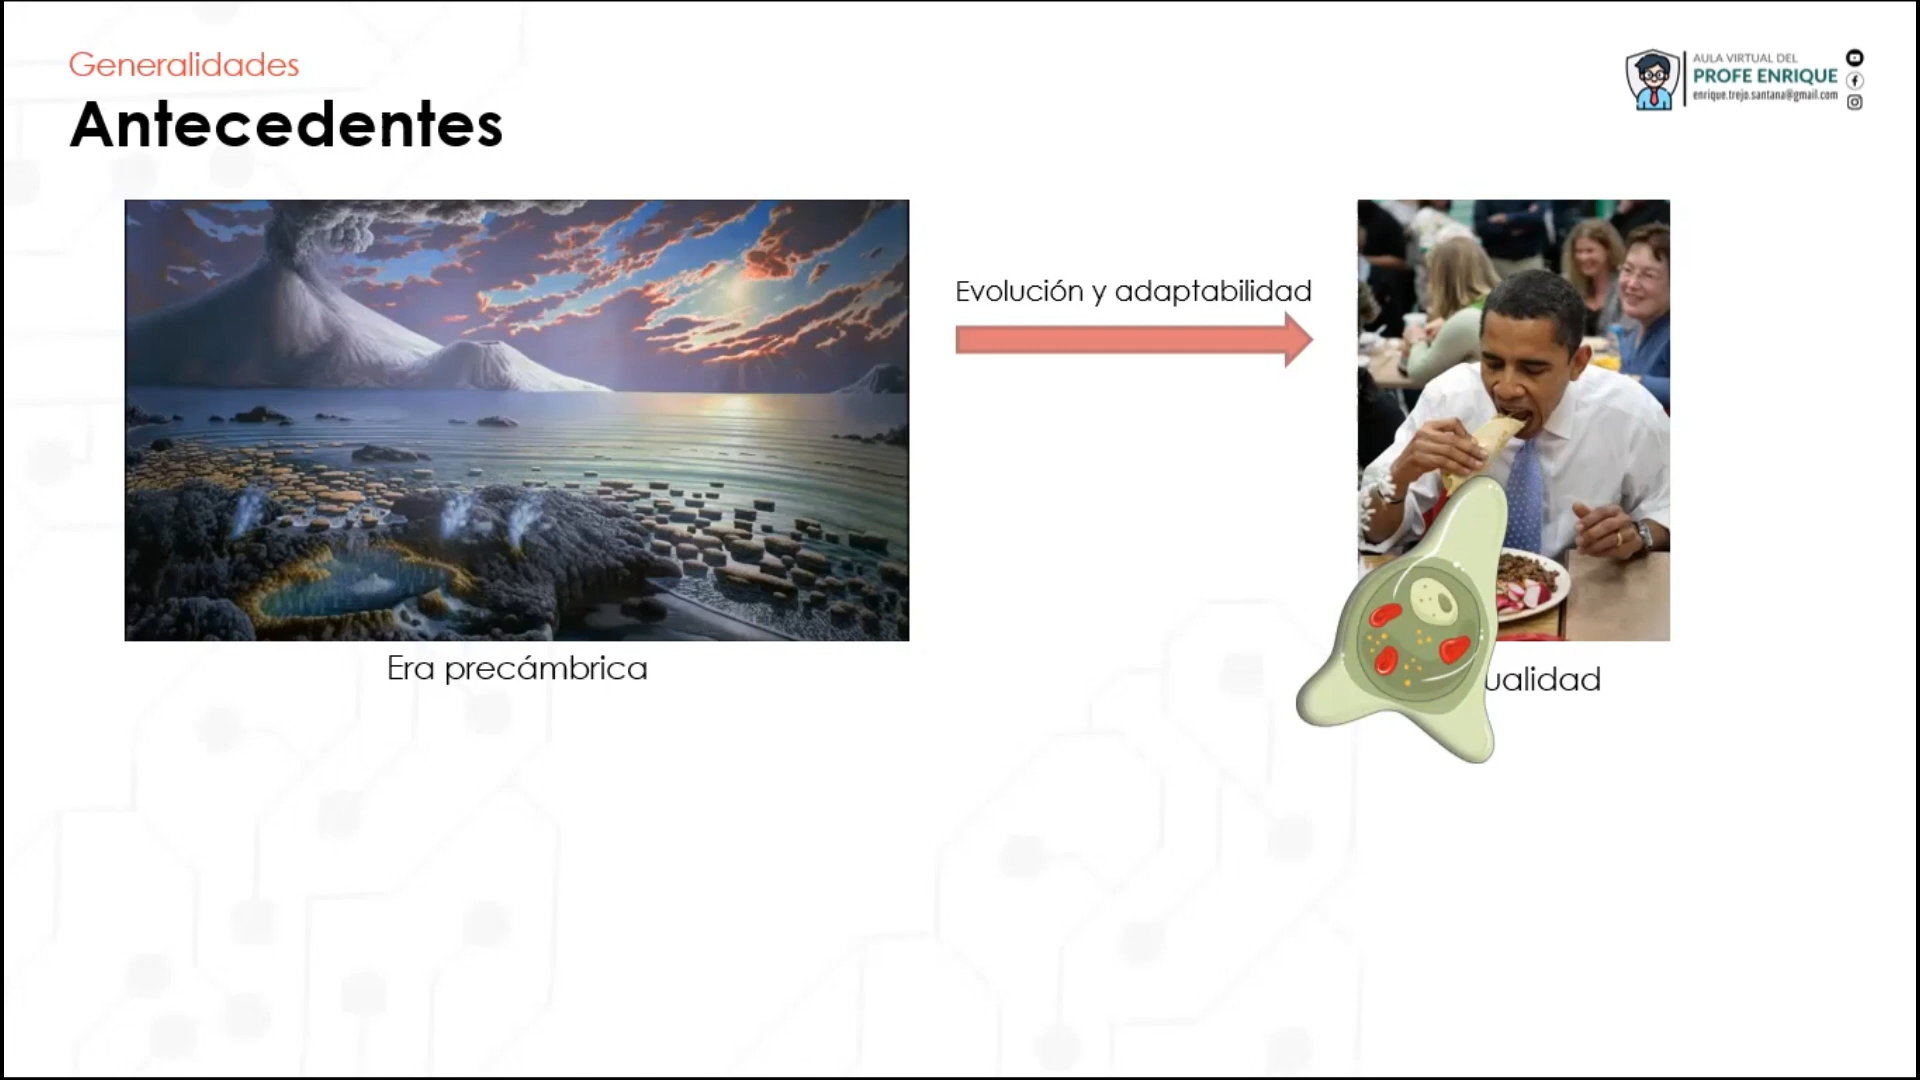 Generalidades
Antecedentes
AULA VIRTUAL DEL
PROFE ENRIQUE
enrique.trejo.santana@gmail.com
Evolución y adaptabilidad
Era precámbrica
ualidad